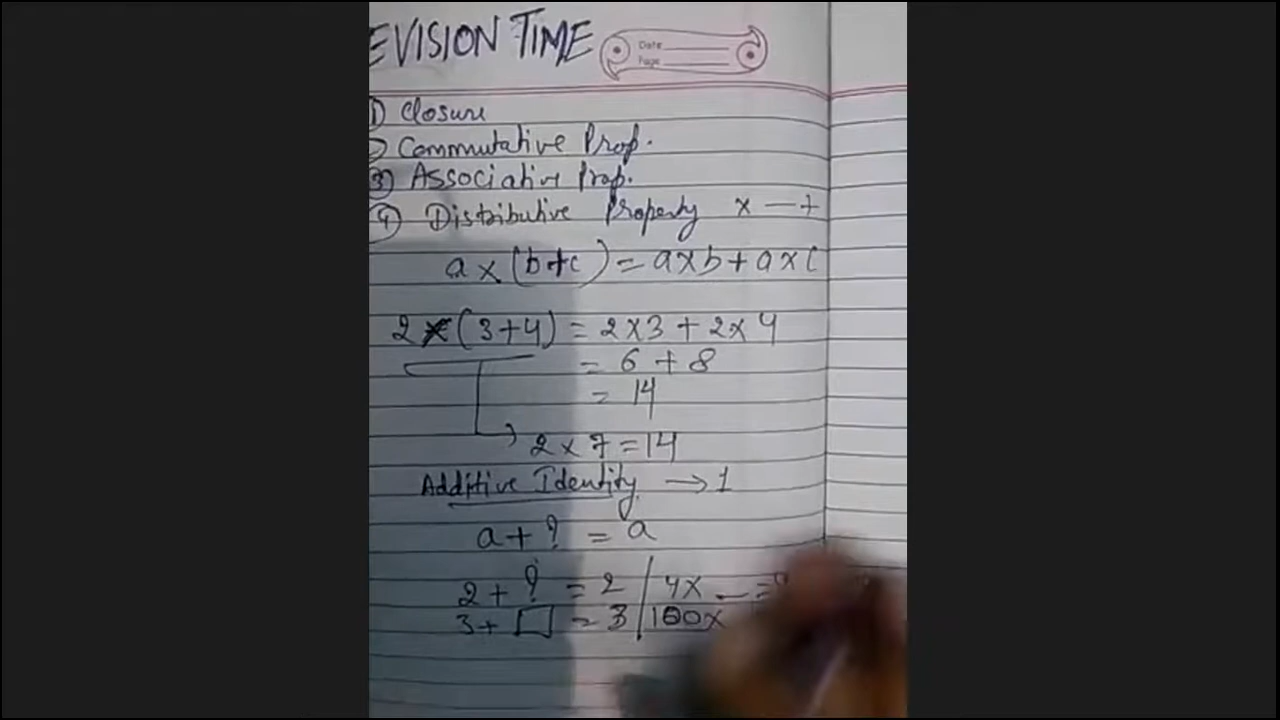 EVISION TIME
Date
Page
1) Closure
2) Commutative Prop.
3) Associative Prop.
4) Distributive Property × — +
a × (b+c) = a×b + a×c
2 × (3+4) = 2×3 + 2×4
= 6 + 8
= 14
2 × 7 = 14
Additive Identity → 1
a + ? = a
2 + ? = 2 | 4× _ =
3 + □ = 3 | 100×